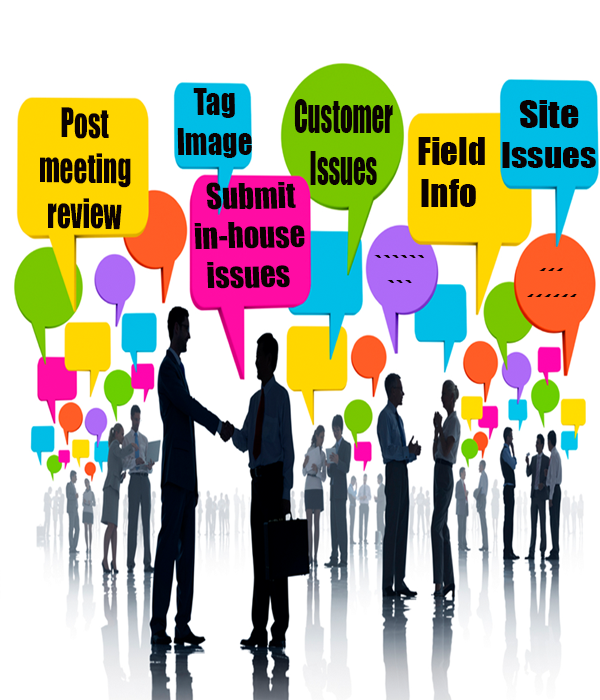 Post
meeting
review
Tag
Image
Submit
in-house
issues
Customer
Issues
Field
Info
Site
Issues
------
---
---
------